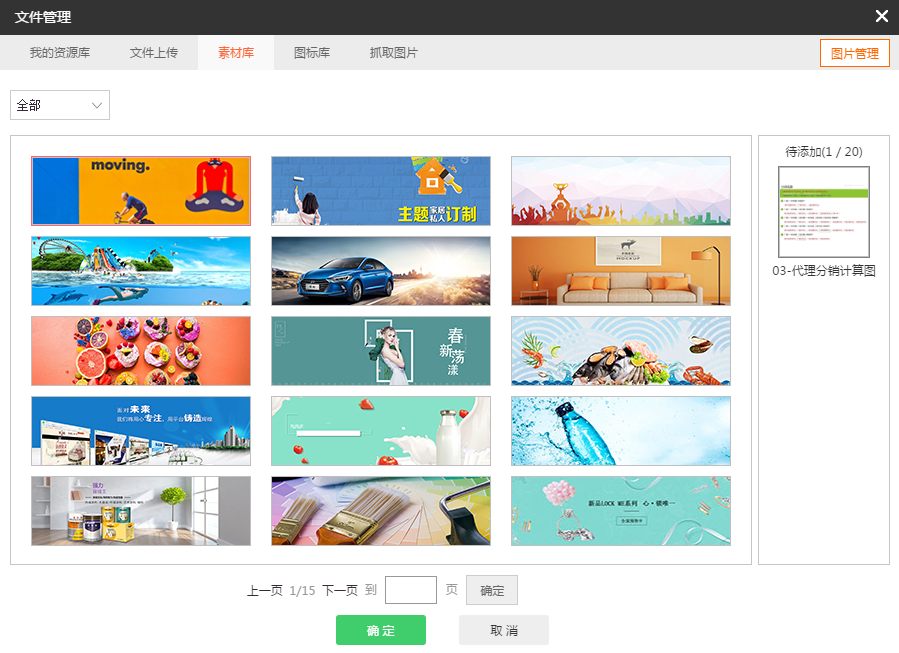 文件管理
我的资源库
文件上传
素材库
图标库
抓取图片
图片管理
全部
待添加(1 / 20)
03-代理分销计算图
moving.
主题家居私人订制
MOCKUP
春
新荡
漾
面对未来
我们用用心专注，用平台铸造辉煌
强力
新品LOCK ME系列 心·锁唯一
上一页 1/15 下一页 到 页 确定
确 定
取 消